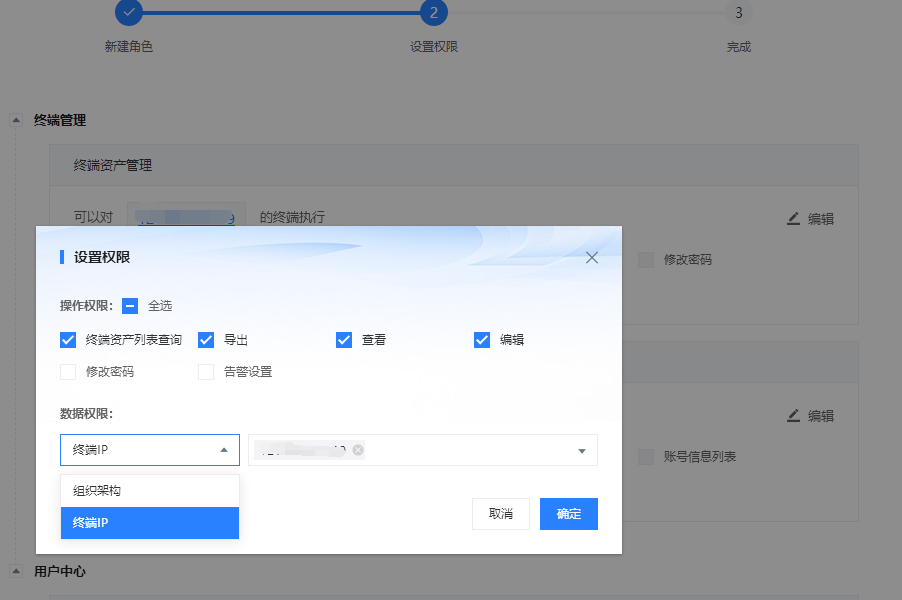 2
3
新建角色
设置权限
完成
终端管理
终端资产管理
可以对
的终端执行
编辑
修改密码
设置权限
操作权限：
全选
终端资产列表查询
导出
查看
编辑
修改密码
告警设置
数据权限：
编辑
终端IP
账号信息列表
组织架构
终端IP
取消
确定
用户中心